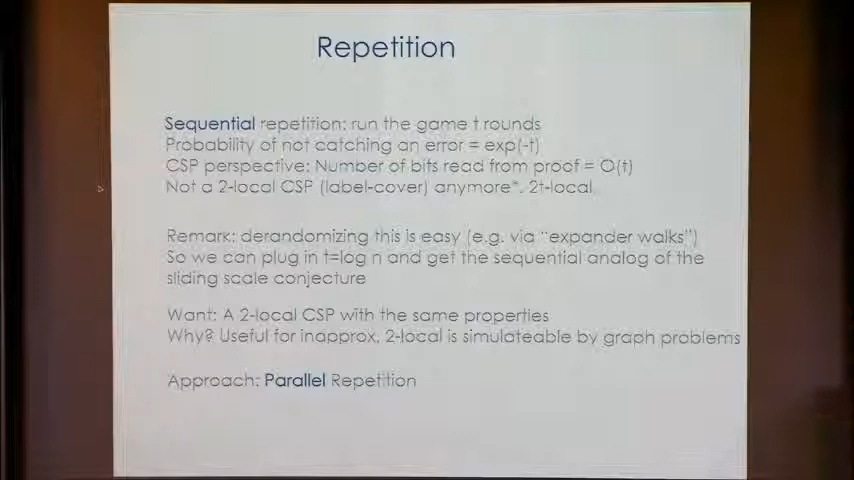 Repetition
Sequential repetition: run the game t rounds
Probability of not catching an error = exp(-t)
CSP perspective: Number of bits read from proof = O(t)
Not a 2-local CSP (label-cover) anymore*. 2t-local.
Remark: derandomizing this is easy (e.g. via “expander walks”)
So we can plug in t=log n and get the sequential analog of the
sliding scale conjecture
Want: A 2-local CSP with the same properties
Why? Useful for inapprox, 2-local is simulateable by graph problems
Approach: Parallel Repetition